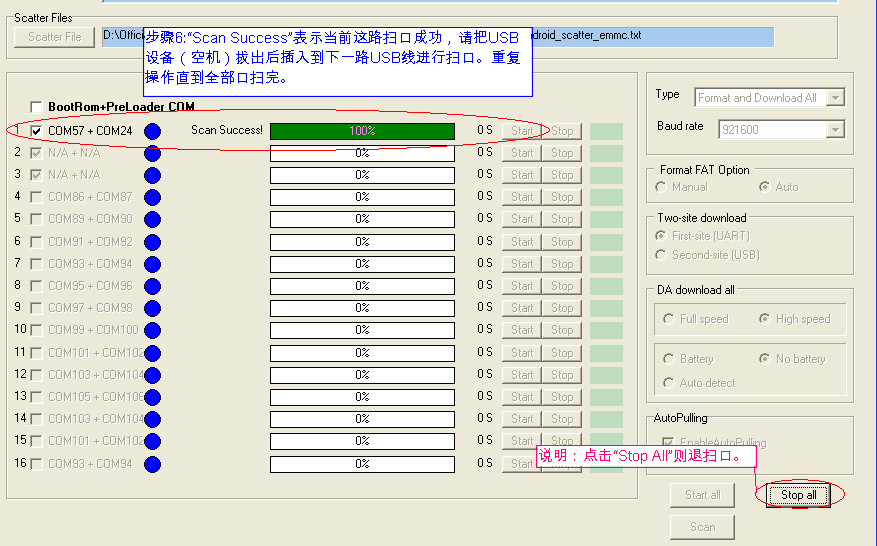 Scatter Files
Scatter File
D:\Offici
droid_scatter_emmc.txt
步骤6:“Scan Success”表示当前这路扫口成功，请把USB
设备（空机）拔出后插入到下一路USB线进行扫口。重复
操作直到全部口扫完。
BootRom+PreLoader COM
1 COM57 + COM24 Scan Success! 100% 0 S Start Stop
2 N/A + N/A 0% 0 S Start Stop
3 N/A + N/A 0% 0 S Start Stop
4 COM86 + COM87 0% 0 S Start Stop
5 COM89 + COM90 0% 0 S Start Stop
6 COM91 + COM92 0% 0 S Start Stop
7 COM93 + COM94 0% 0 S Start Stop
8 COM95 + COM96 0% 0 S Start Stop
9 COM97 + COM98 0% 0 S Start Stop
10 COM99 + COM100 0% 0 S Start Stop
11 COM101 + COM102 0% 0 S Start Stop
12 COM103 + COM104 0% 0 S Start Stop
13 COM105 + COM106 0% 0 S Start Stop
14 COM103 + COM104 0% 0 S Start Stop
15 COM101 + COM102 0% 0 S Start Stop
16 COM93 + COM94 0% 0 S Start
Type Format and Download All
Baud rate 921600
Format FAT Option
Manual Auto
Two-site download
First-site (UART)
Second-site (USB)
DA download all
Full speed High speed
Battery No battery
Auto detect
AutoPulling
EnableAutoPulling
说明：点击“Stop All”则退扫口。
Start all Stop all
Scan